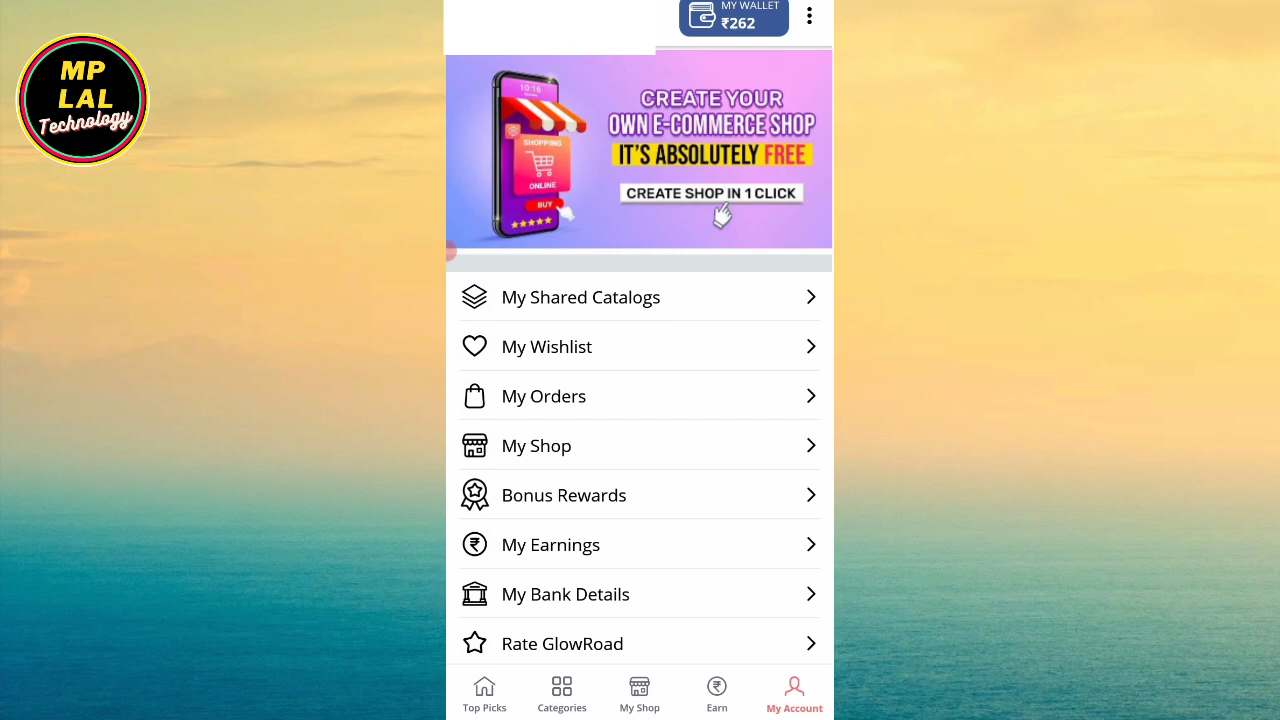 MP
LAL
Technology
MY WALLET
₹262
10:16
SHOPPING
ONLINE
BUY
CREATE YOUR
OWN E-COMMERCE SHOP
IT'S ABSOLUTELY FREE
CREATE SHOP IN 1 CLICK
My Shared Catalogs
My Wishlist
My Orders
My Shop
Bonus Rewards
My Earnings
My Bank Details
Rate GlowRoad
Top Picks
Categories
My Shop
Earn
My Account